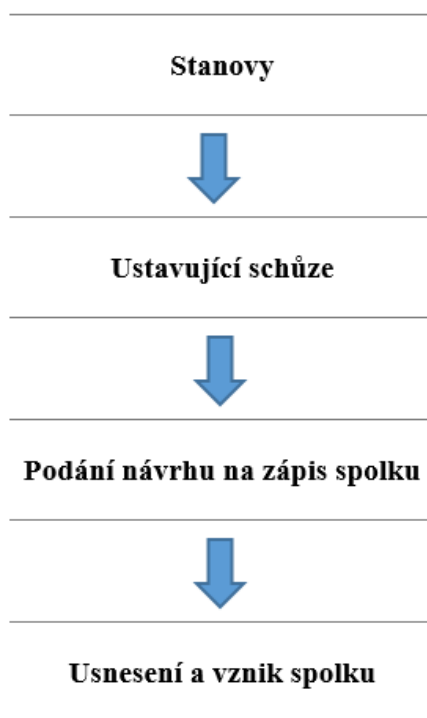 Stanovy
Ustavující schůze
Podání návrhu na zápis spolku
Usnesení a vznik spolku